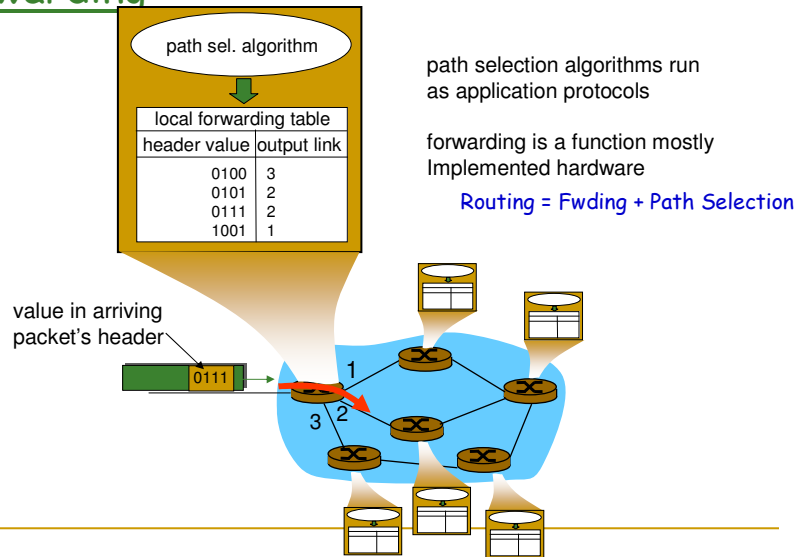 path sel. algorithm
local forwarding table
header value output link
0100 3
0101 2
0111 2
1001 1
path selection algorithms run
as application protocols
forwarding is a function mostly
Implemented hardware
Routing = Fwding + Path Selection
value in arriving
packet's header
0111
1
2
3